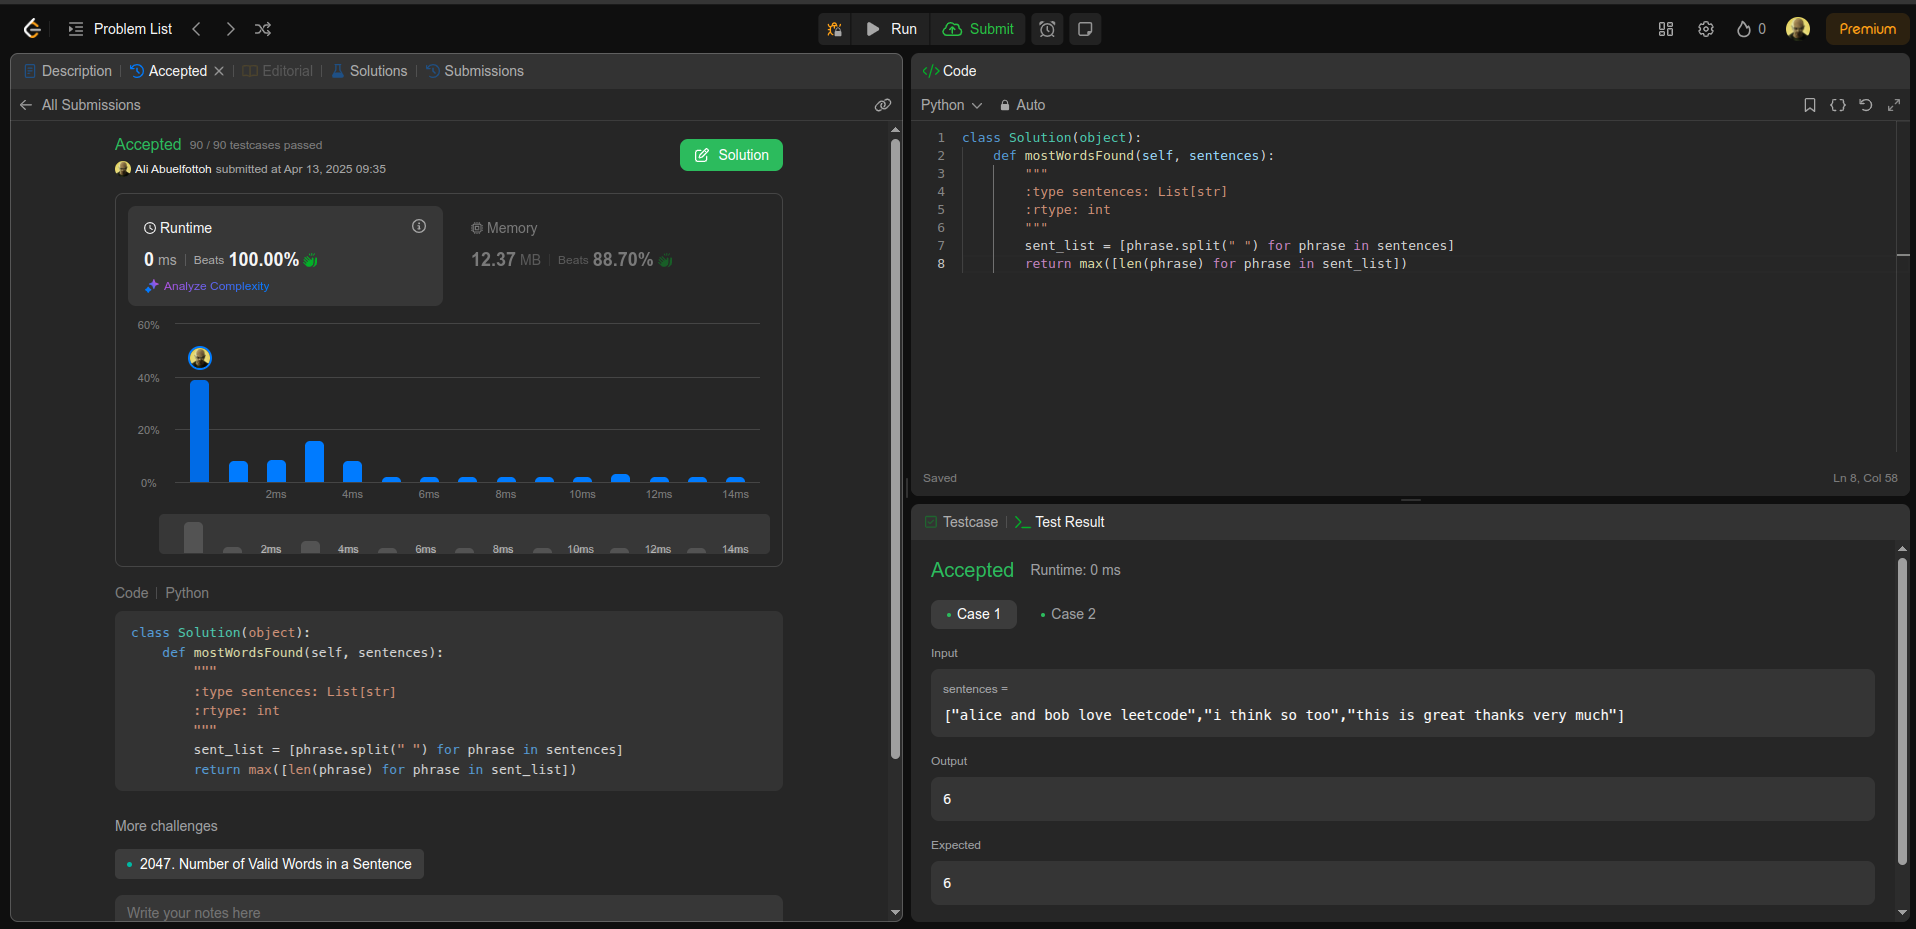 Problem List
Run
Submit
0
Premium
Description
Accepted
Editorial
Solutions
Submissions
All Submissions
Accepted 90 / 90 testcases passed
Ali Abuelfottoh submitted at Apr 13, 2025 09:35
Solution
Runtime
0 ms | Beats 100.00%
Analyze Complexity
Memory
12.37 MB | Beats 88.70%
60%
40%
20%
0%
2ms 4ms 6ms 8ms 10ms 12ms 14ms
2ms 4ms 6ms 8ms 10ms 12ms 14ms
Code | Python
class Solution(object):
    def mostWordsFound(self, sentences):
        """
        :type sentences: List[str]
        :rtype: int
        """
        sent_list = [phrase.split(" ") for phrase in sentences]
        return max([len(phrase) for phrase in sent_list])
More challenges
2047. Number of Valid Words in a Sentence
Write your notes here
</> Code
Python
Auto
1 class Solution(object):
2     def mostWordsFound(self, sentences):
3         """
4         :type sentences: List[str]
5         :rtype: int
6         """
7         sent_list = [phrase.split(" ") for phrase in sentences]
8         return max([len(phrase) for phrase in sent_list])
Saved
Ln 8, Col 58
Testcase
>_ Test Result
Accepted Runtime: 0 ms
Case 1
Case 2
Input
sentences =
["alice and bob love leetcode","i think so too","this is great thanks very much"]
Output
6
Expected
6